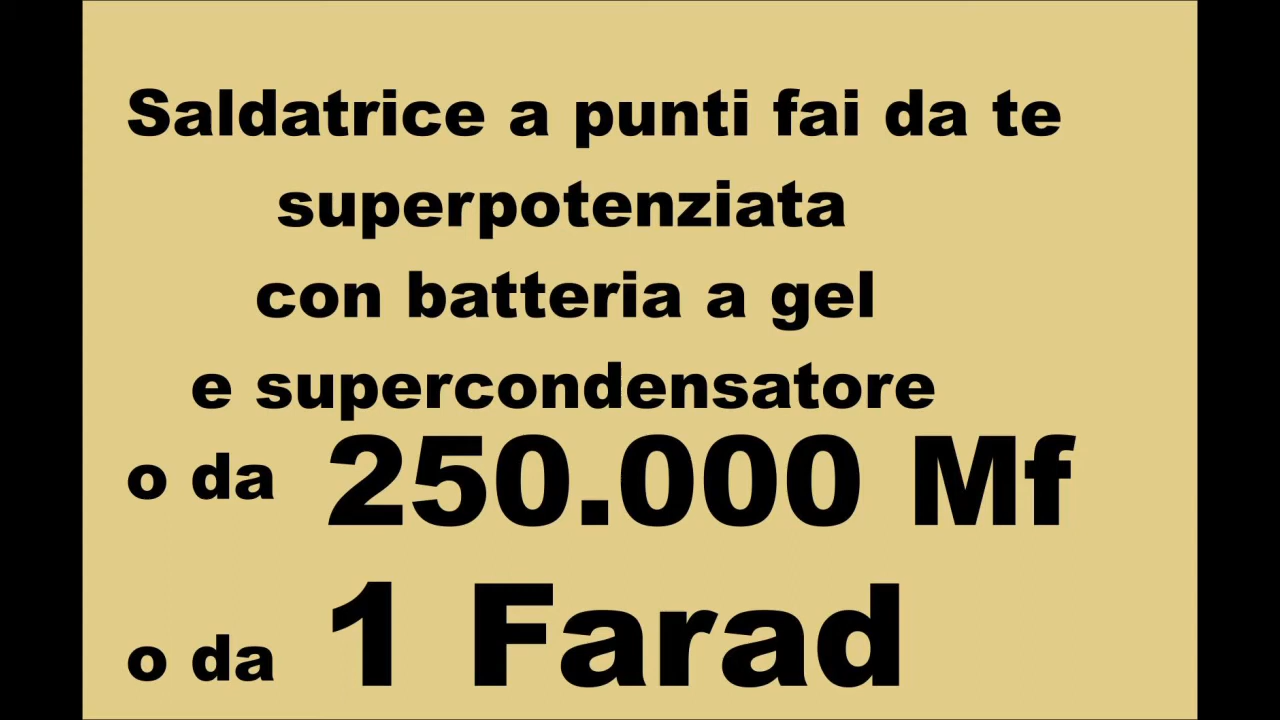 Saldatrice a punti fai da te
superpotenziata
con batteria a gel
e supercondensatore
o da 250.000 Mf
o da 1 Farad